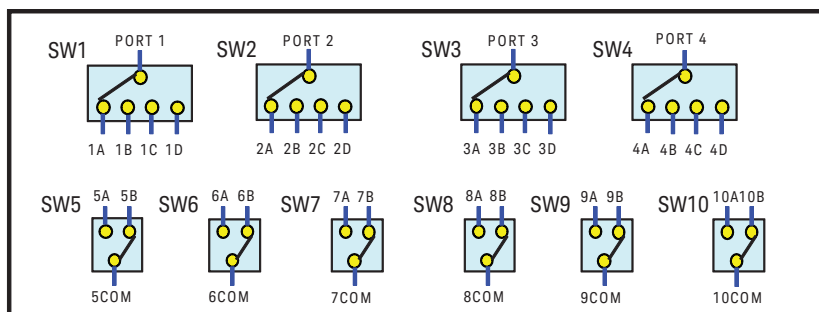 SW1 PORT 1 SW2 PORT 2 SW3 PORT 3 SW4 PORT 4
1A 1B 1C 1D 2A 2B 2C 2D 3A 3B 3C 3D 4A 4B 4C 4D
SW5 5A 5B SW6 6A 6B SW7 7A 7B SW8 8A 8B SW9 9A 9B SW10 10A 10B
5COM 6COM 7COM 8COM 9COM 10COM